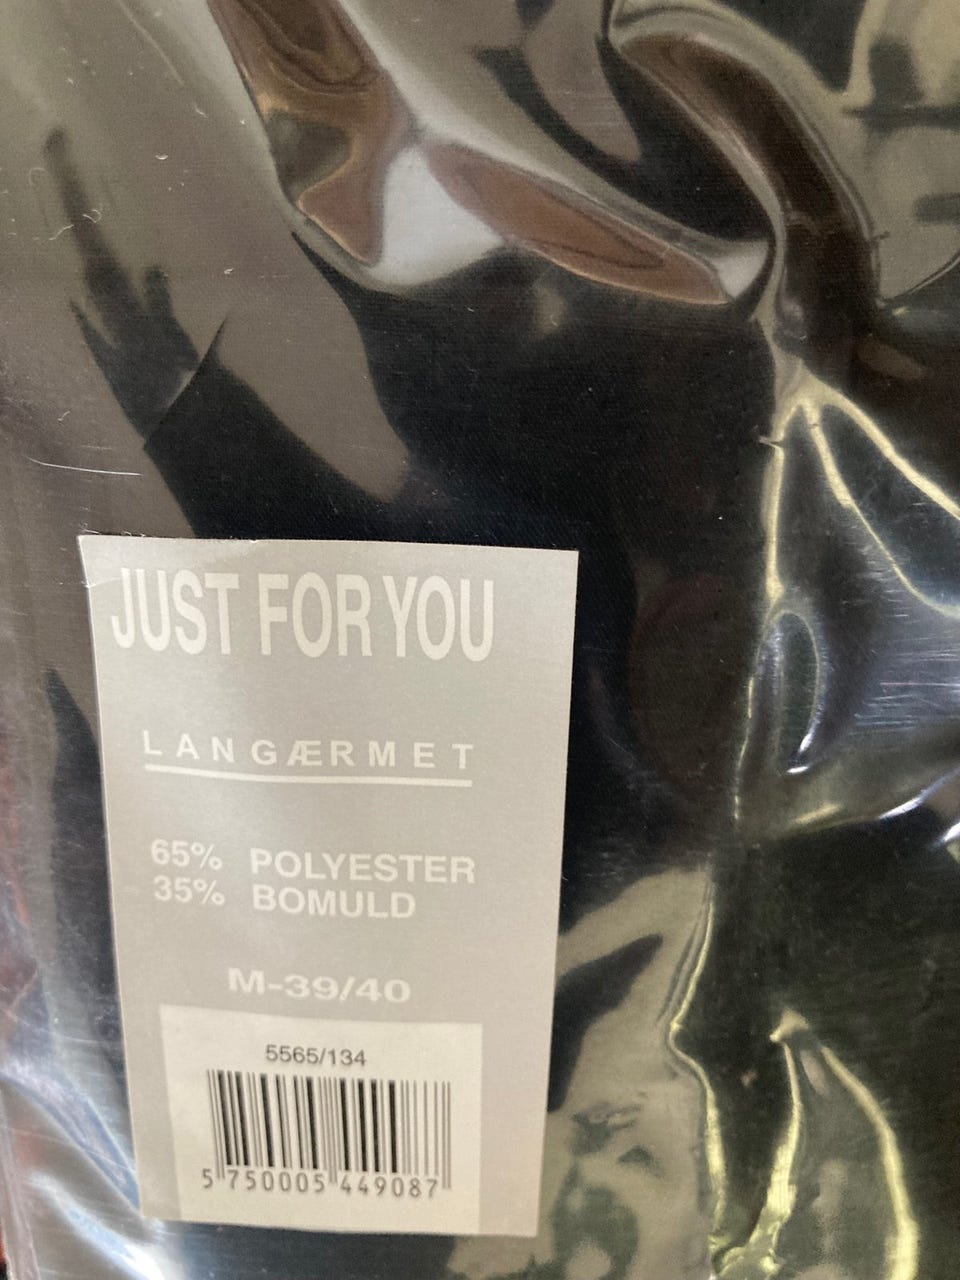 JUST FOR YOU
LANGÆRMET
65% POLYESTER
35% BOMULD
M-39/40
5565/134
5 750005 449087